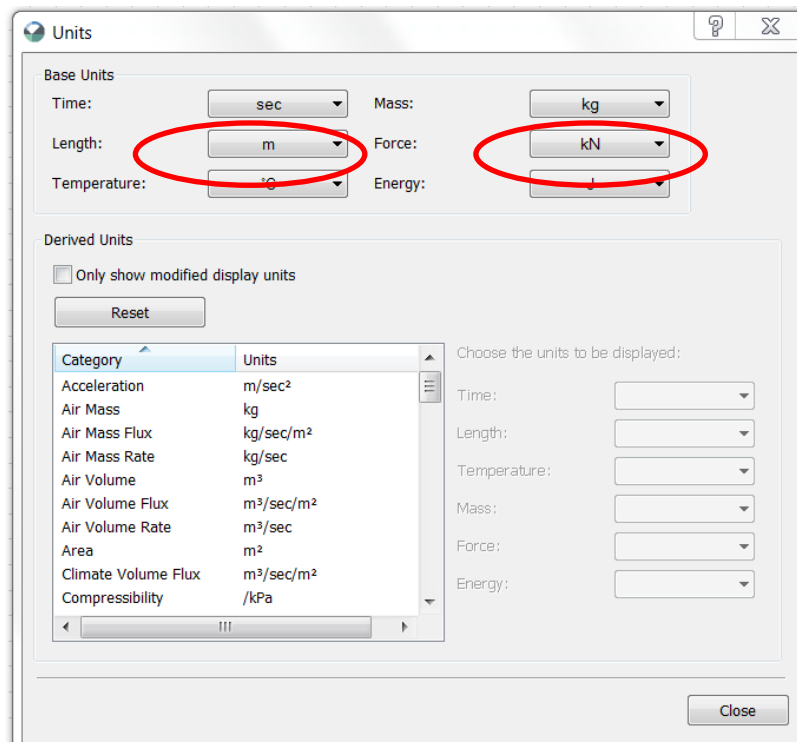 Units
Base Units
Time: sec Mass: kg
Length: m Force: kN
Temperature: °C Energy: J
Derived Units
Only show modified display units
Reset
Category Units
Acceleration m/sec²
Air Mass kg
Air Mass Flux kg/sec/m²
Air Mass Rate kg/sec
Air Volume m³
Air Volume Flux m³/sec/m²
Air Volume Rate m³/sec
Area m²
Climate Volume Flux m³/sec/m²
Compressibility /kPa
Choose the units to be displayed:
Time:
Length:
Temperature:
Mass:
Force:
Energy:
Close